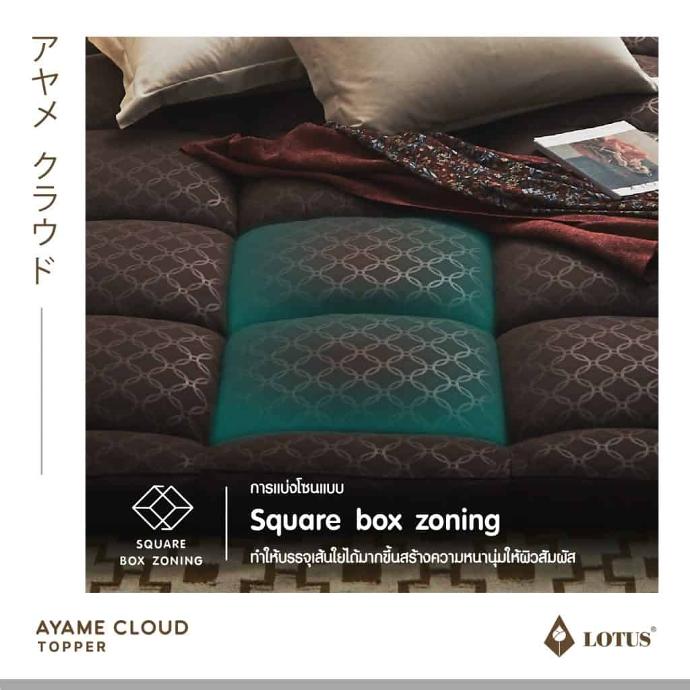 アヤメ クラウド
การแบ่งโซนแบบ
Square box zoning
ทำให้บรรจุเส้นใยได้มากขึ้นสร้างความหนานุ่มให้ผิวสัมผัส
SQUARE
BOX ZONING
AYAME CLOUD
TOPPER
LOTUS®